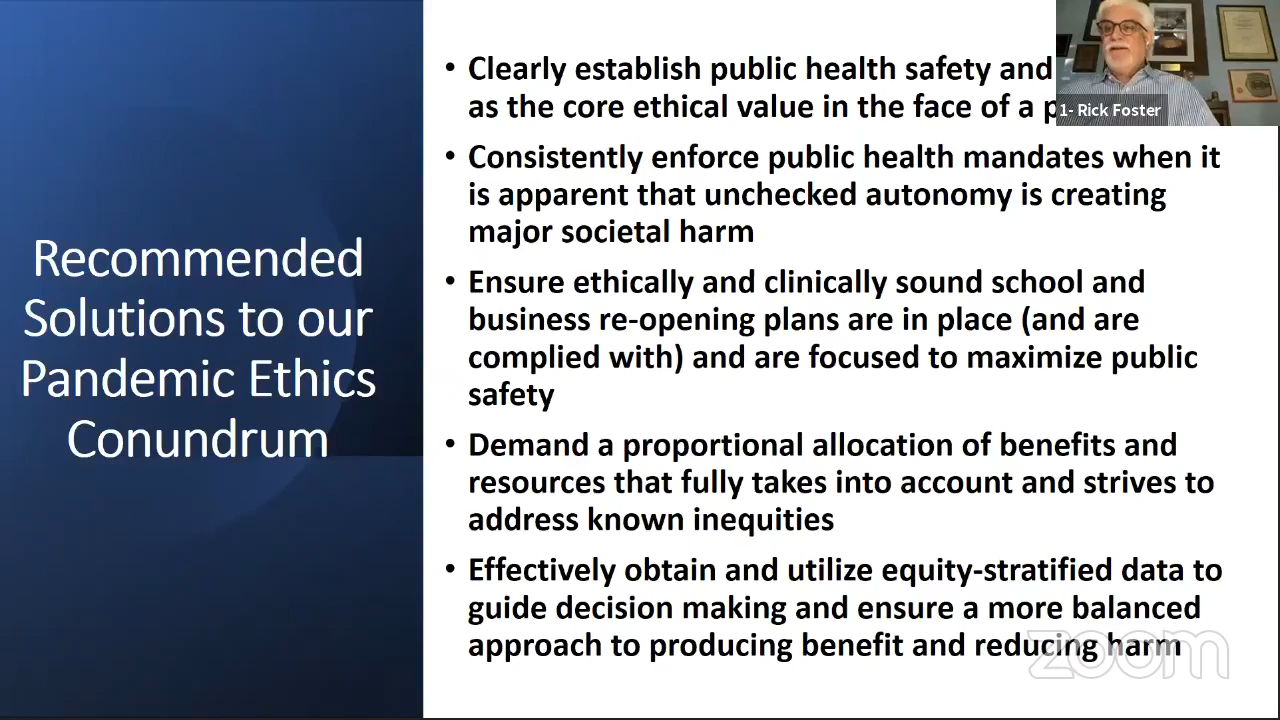 Recommended
Solutions to our
Pandemic Ethics
Conundrum
• Clearly establish public health safety and
as the core ethical value in the face of a p
• Consistently enforce public health mandates when it
is apparent that unchecked autonomy is creating
major societal harm
• Ensure ethically and clinically sound school and
business re-opening plans are in place (and are
complied with) and are focused to maximize public
safety
• Demand a proportional allocation of benefits and
resources that fully takes into account and strives to
address known inequities
• Effectively obtain and utilize equity-stratified data to
guide decision making and ensure a more balanced
approach to producing benefit and reducing harm
1- Rick Foster
zoom